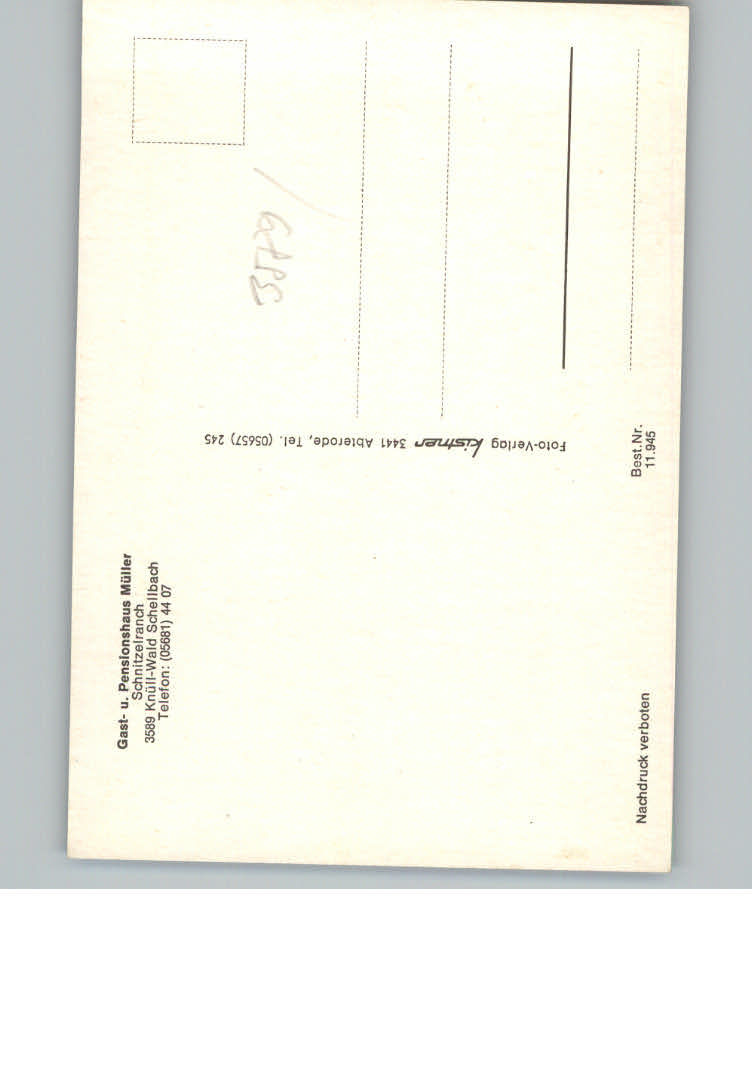 Gast- u. Pensionshaus Müller
Schnitzelranch
3589 Knüll-Wald Schellbach
Telefon: (05681) 44 07
Foto-Verlag kistner 3441 Abterode, Tel. (05657) 245
Nachdruck verboten
Best.Nr.
11.945